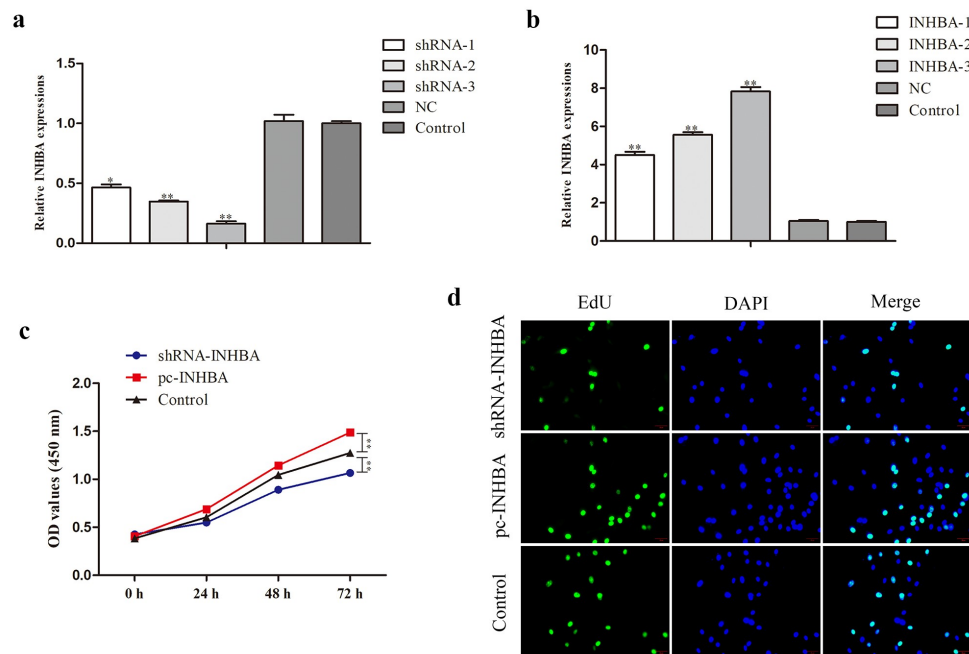 a
Relative INHBA expressions
1.5
1.0
0.5
0.0
*
**
**
shRNA-1
shRNA-2
shRNA-3
NC
Control
b
Relative INHBA expressions
10
8
6
4
2
0
**
**
**
INHBA-1
INHBA-2
INHBA-3
NC
Control
c
shRNA-INHBA
pc-INHBA
Control
OD values (450 nm)
2.0
1.5
1.0
0.5
0.0
**
**
0 h 24 h 48 h 72 h
d
EdU DAPI Merge
shRNA-INHBA
pc-INHBA
Control